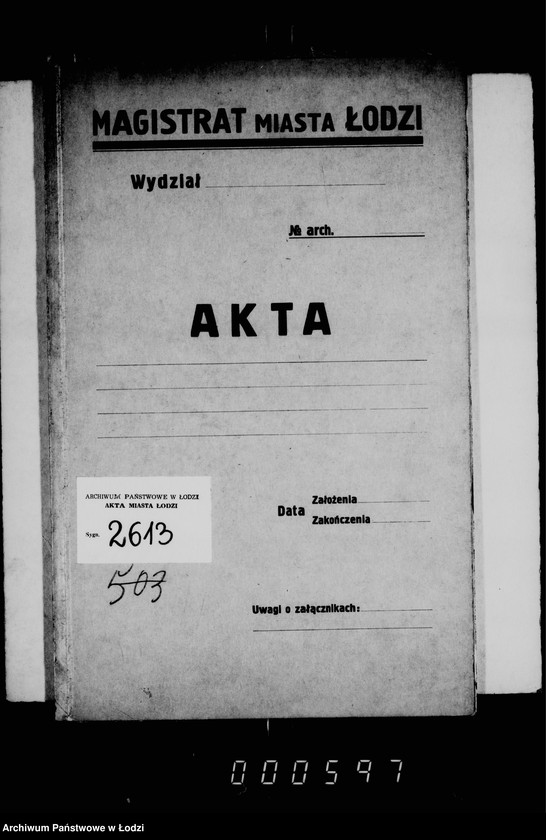 MAGISTRAT MIASTA ŁODZI
Wydział
№ arch.
AKTA
ARCHIWUM PAŃSTWOWE W ŁODZI
AKTA MIASTA ŁODZI
Sygn. 2613
503
Data
Założenia
Zakończenia
Uwagi o załącznikach:
000597
Archiwum Państwowe w Łodzi